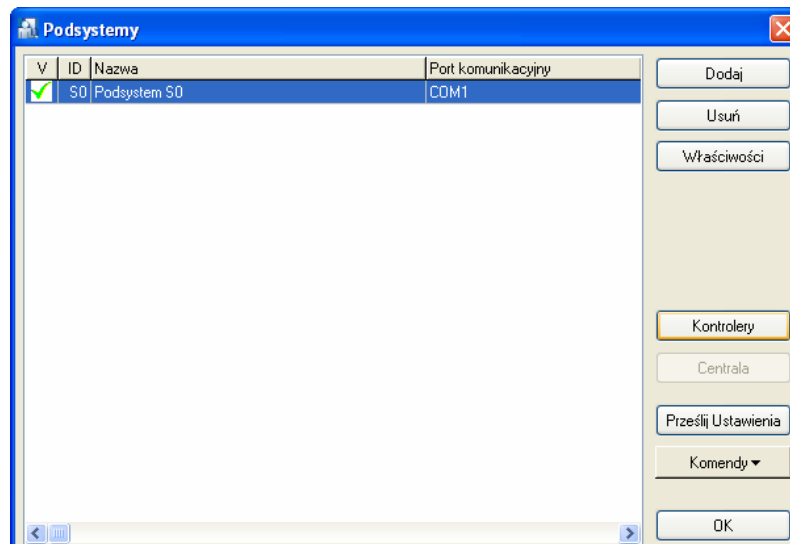 Podsystemy
V ID Nazwa Port komunikacyjny
S0 Podsystem S0 COM1
Dodaj
Usuń
Właściwości
Kontrolery
Centrala
Prześlij Ustawienia
Komendy
OK